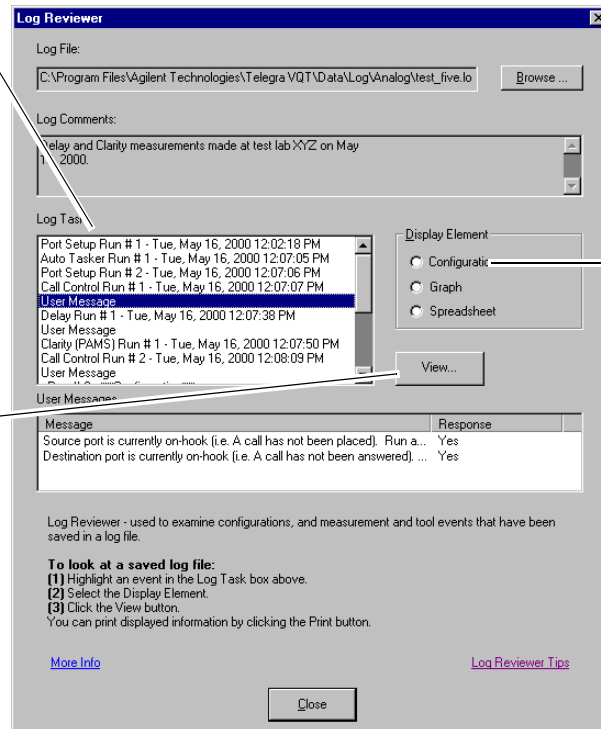 Log Reviewer
Log File:
C:\Program Files\Agilent Technologies\Telegra VQT\Data\Log\Analog\test_five.lo
Browse ...
Log Comments:
Delay and Clarity measurements made at test lab XYZ on May
2000.
Log Tas
Port Setup Run # 1 - Tue, May 16, 2000 12:02:18 PM
Auto Tasker Run # 1 - Tue, May 16, 2000 12:07:05 PM
Port Setup Run # 2 - Tue, May 16, 2000 12:07:06 PM
Call Control Run # 1 - Tue, May 16, 2000 12:07:07 PM
User Message
Delay Run # 1 - Tue, May 16, 2000 12:07:38 PM
User Message
Clarity (PAMS) Run # 1 - Tue, May 16, 2000 12:07:50 PM
Call Control Run # 2 - Tue, May 16, 2000 12:08:09 PM
User Message
Display Element
Configuratio
Graph
Spreadsheet
View...
User Messages
Message Response
Source port is currently on-hook (i.e. A call has not been placed). Run a... Yes
Destination port is currently on-hook (i.e. A call has not been answered). ... Yes
Log Reviewer - used to examine configurations, and measurement and tool events that have been
saved in a log file.
To look at a saved log file:
(1) Highlight an event in the Log Task box above.
(2) Select the Display Element.
(3) Click the View button.
You can print displayed information by clicking the Print button.
More Info
Log Reviewer Tips
Close